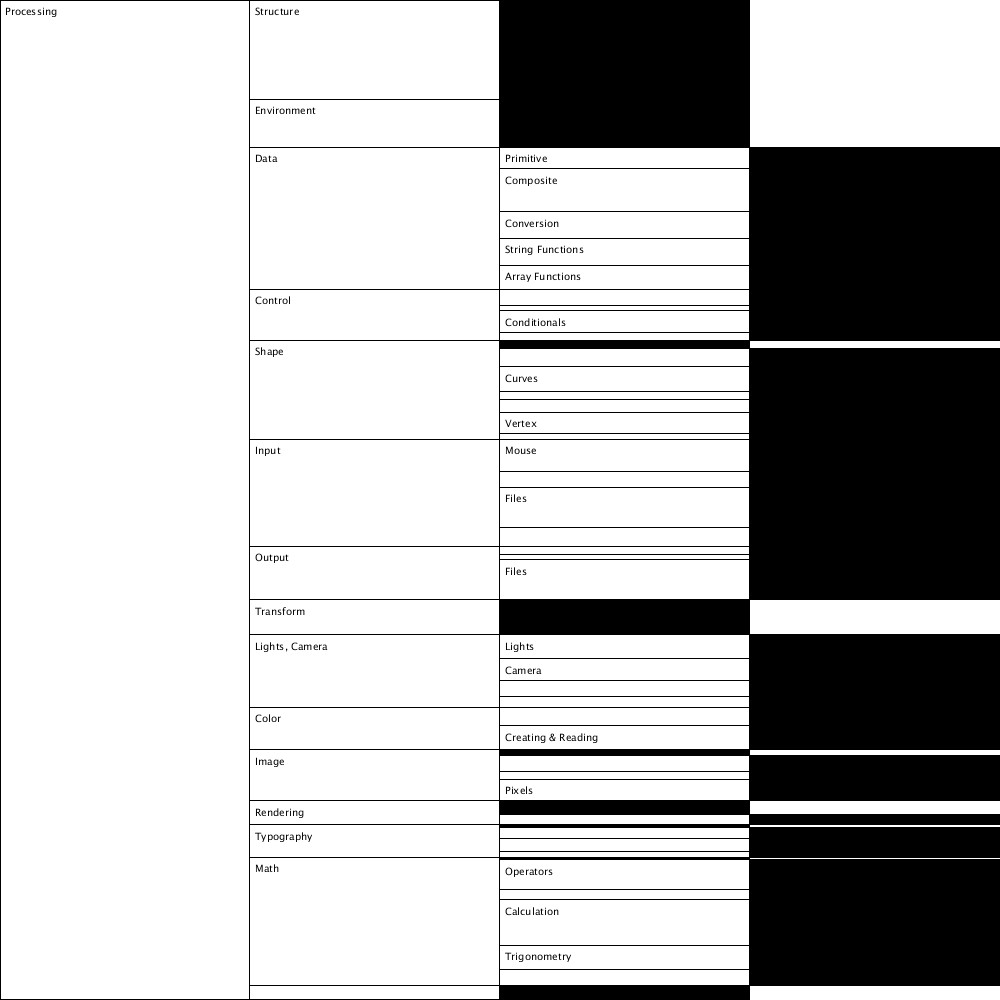 Processing
Structure
Environment
Data
Primitive
Composite
Conversion
String Functions
Array Functions
Control
Conditionals
Shape
Curves
Vertex
Input
Mouse
Files
Output
Files
Transform
Lights, Camera
Lights
Camera
Color
Creating & Reading
Image
Pixels
Rendering
Typography
Math
Operators
Calculation
Trigonometry